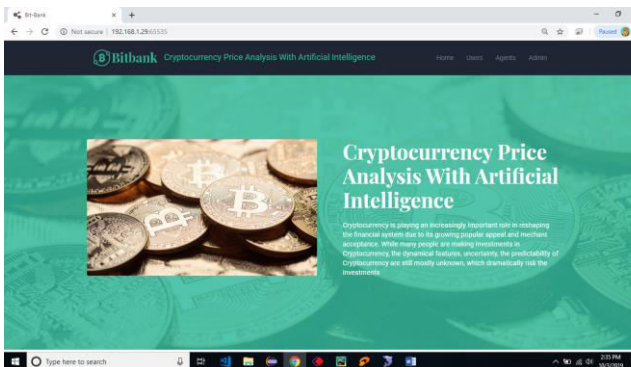 Bit-Bank
Not secure | 192.168.1.29:65535
Paused
Bitbank Cryptocurrency Price Analysis With Artificial Intelligence
Home Users Agents Admin
Cryptocurrency Price
Analysis With Artificial
Intelligence
Cryptocurrency is playing an increasingly important role in reshaping
the financial system due to its growing popular appeal and merchant
acceptance. While many people are making investments in
Cryptocurrency, the dynamical features, uncertainty, the predictability of
Cryptocurrency are still mostly unknown, which dramatically risk the
investments
Type here to search
2:35 PM